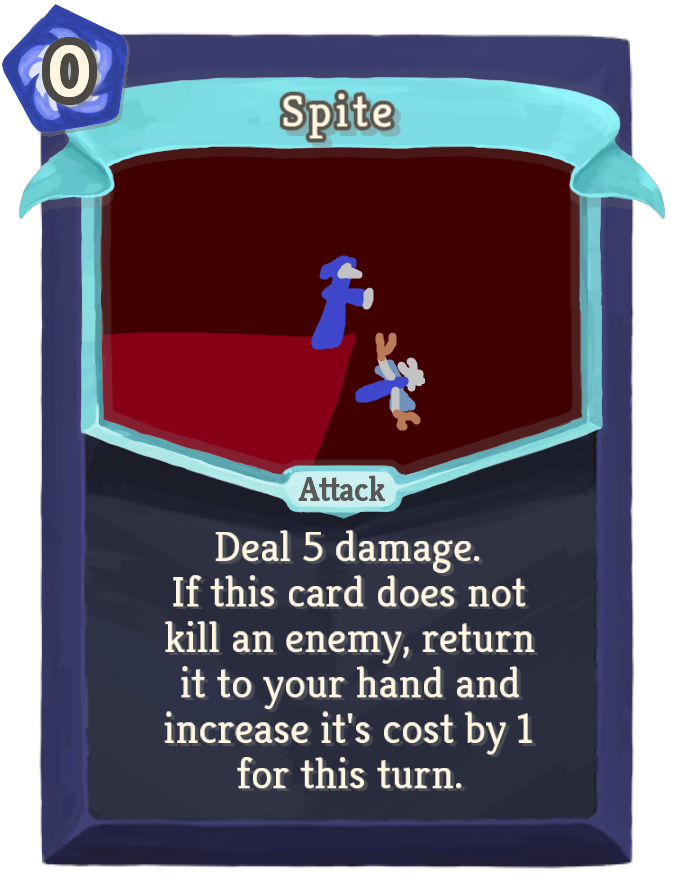 0
Spite
Attack
Deal 5 damage.
If this card does not
kill an enemy, return
it to your hand and
increase it's cost by 1
for this turn.